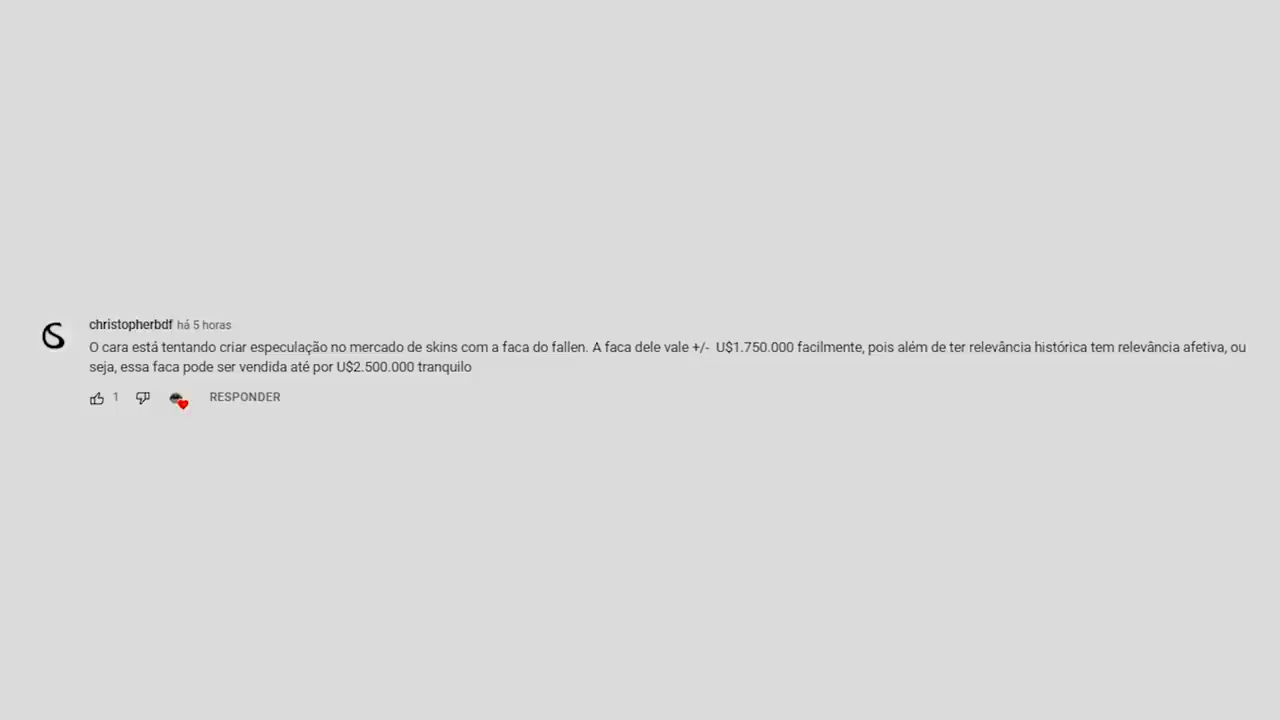 christopherbdf há 5 horas
O cara está tentando criar especulação no mercado de skins com a faca do fallen. A faca dele vale +/-  U$1.750.000 facilmente, pois além de ter relevância histórica tem relevância afetiva, ou
seja, essa faca pode ser vendida até por U$2.500.000 tranquilo
1 RESPONDER